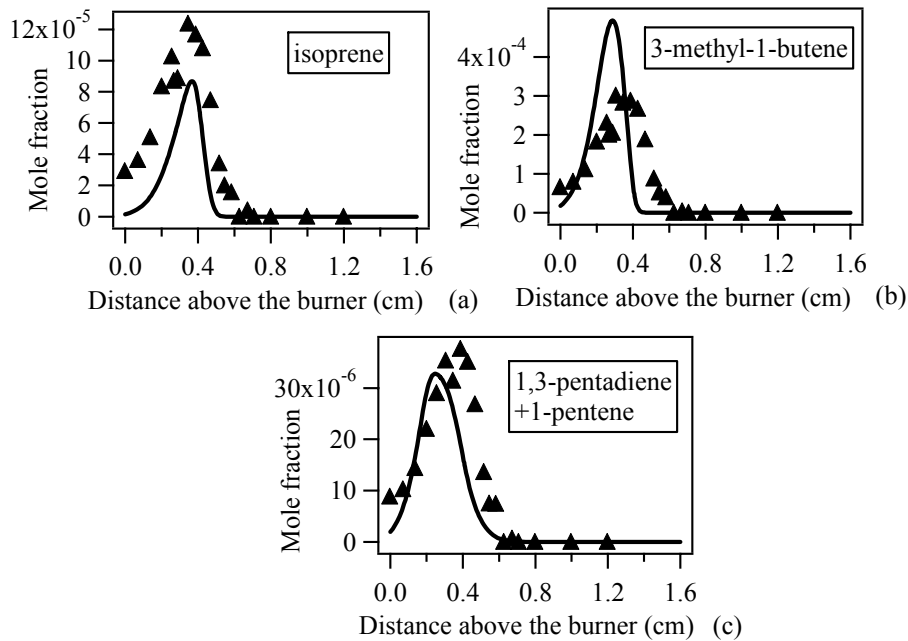 12x10-5
10
8
6
4
2
0
Mole fraction
isoprene
0.0 0.4 0.8 1.2 1.6
Distance above the burner (cm) (a)
4x10-4
3
2
1
0
Mole fraction
3-methyl-1-butene
0.0 0.4 0.8 1.2 1.6
Distance above the burner (cm) (b)
30x10-6
20
10
0
Mole fraction
1,3-pentadiene
+1-pentene
0.0 0.4 0.8 1.2 1.6
Distance above the burner (cm) (c)